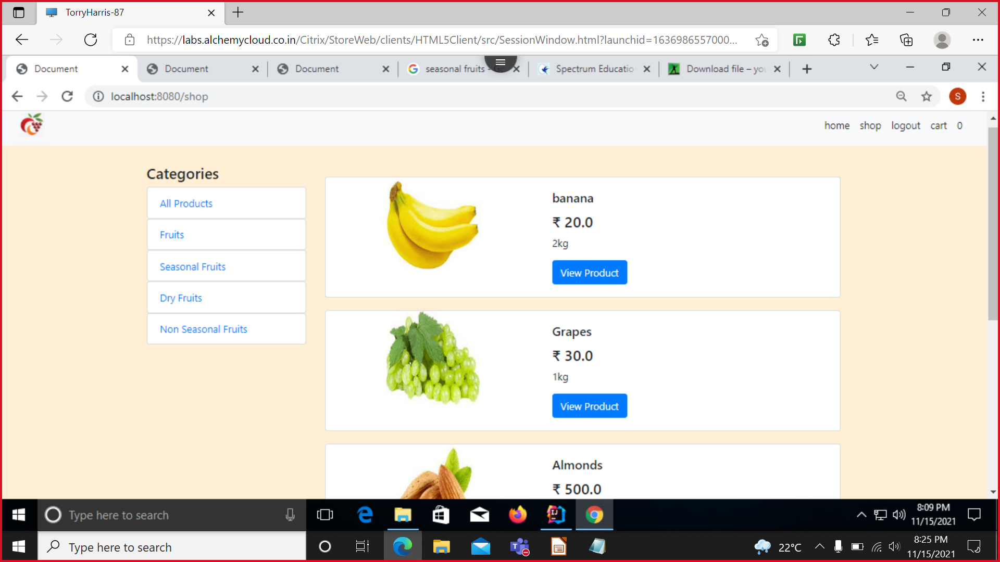 TorryHarris-87
https://labs.alchemycloud.co.in/Citrix/StoreWeb/clients/HTML5Client/src/SessionWindow.html?launchid=1636986557000...
Document
Document
Document
seasonal fruits - Go
Spectrum Educatio
Download file – you
localhost:8080/shop
S
home shop logout cart 0
Categories
All Products
Fruits
Seasonal Fruits
Dry Fruits
Non Seasonal Fruits
banana
₹ 20.0
2kg
View Product
Grapes
₹ 30.0
1kg
View Product
Almonds
₹ 500.0
Type here to search
8:09 PM
11/15/2021
Type here to search
22°C
8:25 PM
11/15/2021